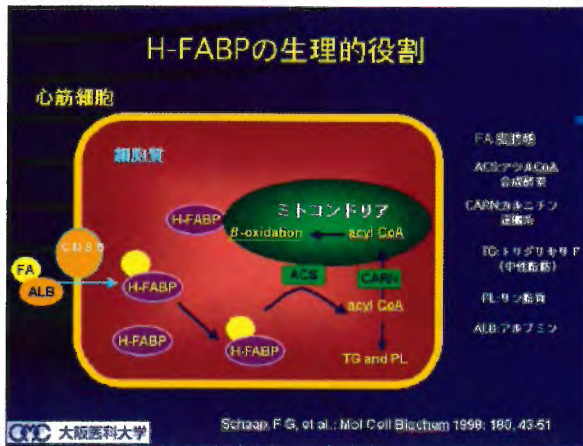 H-FABPの生理的役割
心筋細胞
細胞質
FA:脂肪酸
ACS:アシルCoA
合成酵素
CARN:カルニチン
運搬系
TG:トリグリセリド
(中性脂肪)
PL:リン脂質
ALB:アルブミン
CD36
FA
ALB
H-FABP
H-FABP
H-FABP
H-FABP
ミトコンドリア
β-oxidation
acyl CoA
ACS
CARN
acyl CoA
TG and PL
OMC 大阪医科大学
Schaap F G, et al.: Mol Cell Biochem 1998; 180, 43-51